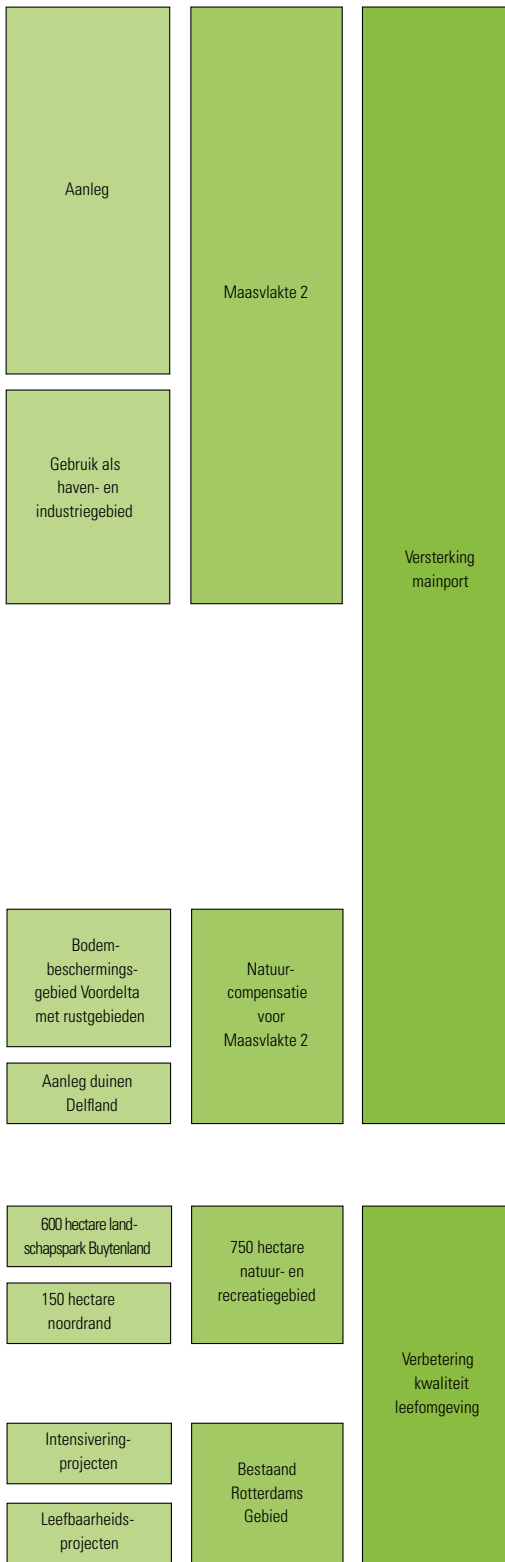 Aanleg
Maasvlakte 2
Gebruik als
haven- en
industriegebied
Versterking
mainport
Bodem-
beschermings-
gebied Voordelta
met rustgebieden
Natuur-
compensatie
voor
Maasvlakte 2
Aanleg duinen
Delfland
600 hectare land-
schapspark Buytenland
750 hectare
natuur- en
recreatiegebied
150 hectare
noordrand
Verbetering
kwaliteit
leefomgeving
Intensivering-
projecten
Bestaand
Rotterdams
Gebied
Leefbaarheids-
projecten